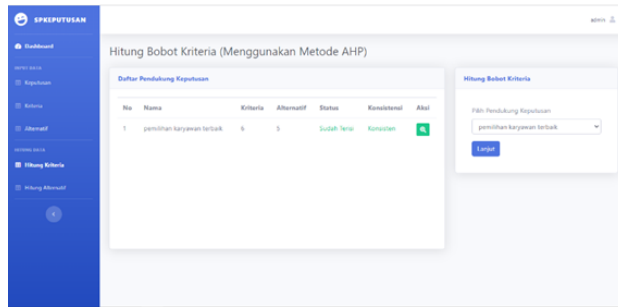 SPKEPUTUSAN
admin
Dashboard
Hitung Bobot Kriteria (Menggunakan Metode AHP)
INPUT DATA
Keputusan
Kriteria
Alternatif
HITUNG DATA
Hitung Kriteria
Hitung Alternatif
Daftar Pendukung Keputusan
No Nama Kriteria Alternatif Status Konsistensi Aksi
1 pemilihan karyawan terbaik 6 5 Sudah Terisi Konsisten
Hitung Bobot Kriteria
Pilih Pendukung Keputusan
pemilihan karyawan terbaik
Lanjut